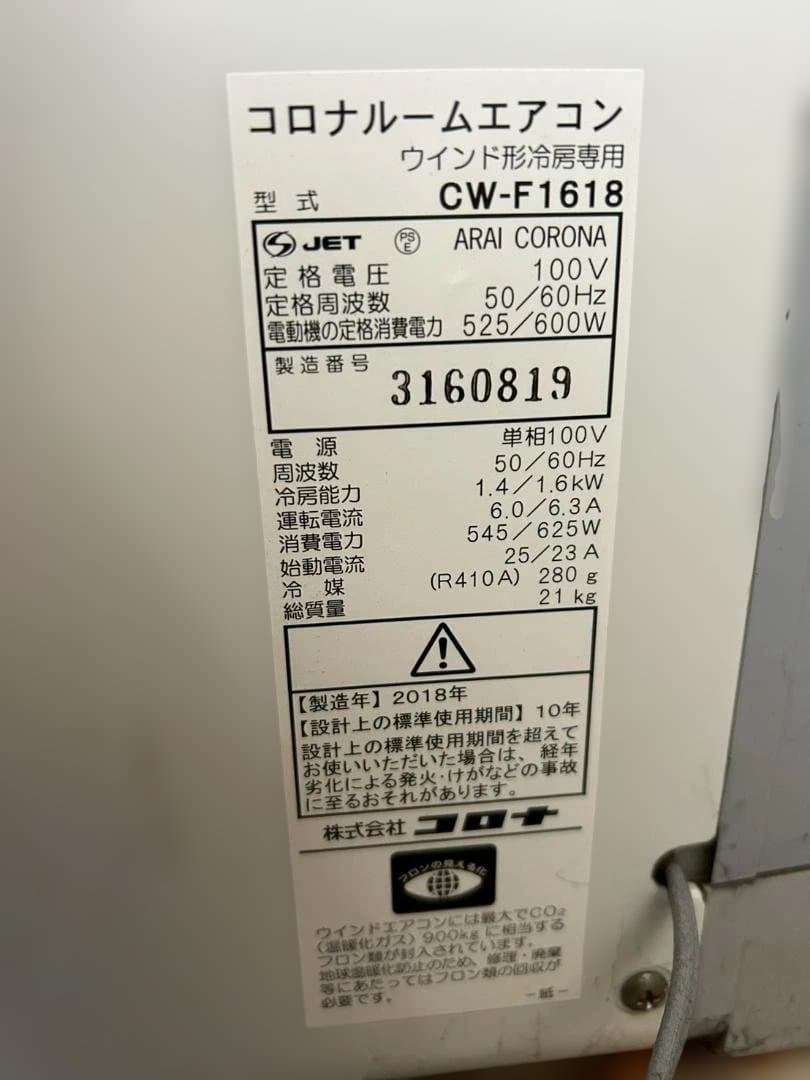 コロナルームエアコン
ウインド形冷房専用
型式 CW-F1618
JET PSE ARAI CORONA
定格電圧 100V
定格周波数 50/60Hz
電動機の定格消費電力 525/600W
製造番号 3160819
電源 単相100V
周波数 50/60Hz
冷房能力 1.4/1.6kW
運転電流 6.0/6.3A
消費電力 545/625W
始動電流 25/23A
冷媒 (R410A) 280g
総質量 21kg
【製造年】2018年
【設計上の標準使用期間】10年
設計上の標準使用期間を超えて
お使いいただいた場合は、経年
劣化による発火・けがなどの事故
に至るおそれがあります。
株式会社 コロナ
フロンの見える化
ウインドエアコンには最大でCO₂
(温暖化ガス)900kgに相当する
フロン類が封入されています。
地球温暖化防止のため、修理・廃棄
等にあたってはフロン類の回収が
必要です。
-紙-